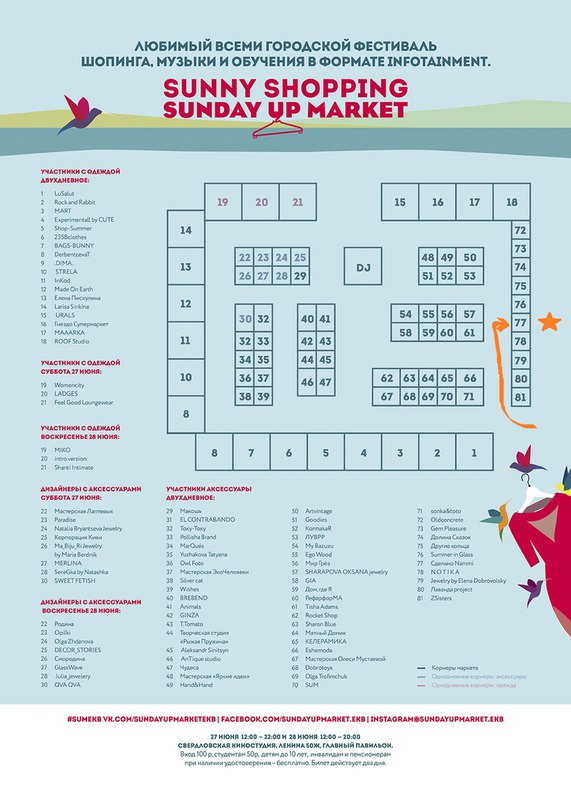 ЛЮБИМЫЙ ВСЕМИ ГОРОДСКОЙ ФЕСТИВАЛЬ
ШОПИНГА, МУЗЫКИ И ОБУЧЕНИЯ В ФОРМАТЕ INFOTAINMENT.
SUNNY SHOPPING
SUNDAY UP MARKET
УЧАСТНИКИ С ОДЕЖДОЙ
ДВУХДНЕВНОЕ:
1 LuSalut
2 Rock and Rabbit
3 MART
4 Experimentall by CUTE
5 Shop-Summer
6 2358clothes
7 BAGS-BUNNY
8 DerbentcevaT
9 .DIMA.
10 STRELA
11 InKod
12 Made On Earth
13 Елена Пискулина
14 Larisa Sinkina
15 URALS
16 Гнездо Супермаркет
17 MAAARKA
18 ROOF Studio
УЧАСТНИКИ С ОДЕЖДОЙ
СУББОТА 27 ИЮНЯ:
19 Womencity
20 LADGES
21 Feel Good Loungewear
УЧАСТНИКИ С ОДЕЖДОЙ
ВОСКРЕСЕНЬЕ 28 ИЮНЯ:
19 MIKO
20 intro.version
21 Shanti Intimate
19 20 21
15 16 17 18
14
13
12
11
10
8
22 23 24 25
26 27 28 29
DJ
48 49 50
51 52 53
30 32
32 33
34 35
36 37
38 39
40 41
42 43
44 45
46 47
54 55 56 57
58 59 60 61
62 63 64 65 66
67 68 69 70 71
72
73
74
75
76
77
78
79
80
81
8 7 6 5 4 3 2 1
ДИЗАЙНЕРЫ С АКСЕССУАРАМИ
СУББОТА 27 ИЮНЯ:
22 Мастерская Лаптевых
23 Paradise
24 Natalia Bryantseva Jewelry
25 Корпорация Киви
26 Ma_Biju_Ri Jewelry
by Maria Berdnik
27 MERLINA
28 SereGka by Natashka
30 SWEET FETISH
ДИЗАЙНЕРЫ С АКСЕССУАРАМИ
ВОСКРЕСЕНЬЕ 28 ИЮНЯ:
22 Родина
23 Opilki
24 Olga Zhdanova
25 DECOR_STORIES
26 Смородина
27 GlassWave
28 Julia jewelery
30 QVA QVA
УЧАСТНИКИ АКСЕССУАРЫ
ДВУХДНЕВНОЕ:
29 Макошь
31 EL CONTRABANDO
32 Току-Току
33 Pollisha Brand
34 MarQués
35 Yuzhakova Tatyana
36 Owl Foto
37 Мастерская ЭкоЧеловеки
38 Silver cat
39 Wishes
40 BREBEND
41 Animals
42 GINZA
43 T.Tomato
44 Творческая студия
«Рыжая Пружина»
45 Aleksandr Sinitsyn
46 AnTique studio
47 Чудеса
48 Мастерская «Яркие идеи»
49 Hand&Hand
50 Artvintage
51 Goodies
52 KormakaR
53 ЛУВРР
54 My Bazuzu
55 Ego Wood
56 Мир Грёз
57 SHARAPOVA OKSANA jewelry
58 GIA
59 Дом, где Я
60 РефарфорМА
61 Tisha Adams
62 Rocket Shop
63 Sharon Blue
64 Мятный Домик
65 КЕЛЕРАМИКА
66 Eshemoda
67 Мастерская Олеси Мустаевой
68 Dobrotoys
69 Olga Trofimchuk
70 SUM
71 sonka&toto
72 Oldconcrete
73 Gem Pleasure
74 Долина Сказок
75 Другие кольца
76 Summer in Glass
77 Сделано Nammi
78 N O T I K A
79 Jewelry by Elena Dobrovolsky
80 Лаванда project
81 ZSisters
Корнеры маркета
Однодневные корнеры: аксессуары
Однодневные корнеры: одежда
#SUMEKB VK.COM/SUNDAYUPMARKETEKB | FACEBOOK.COM/SUNDAYUPMARKET.EKB | INSTAGRAM@SUNDAYUPMARKET.EKB
27 ИЮНЯ 12:00 – 22:00 И 28 ИЮНЯ 12:00 – 20:00
СВЕРДЛОВСКАЯ КИНОСТУДИЯ. ЛЕНИНА 50Ж, ГЛАВНЫЙ ПАВИЛЬОН.
Вход 100 р, студентам 50р, детям до 10 лет, инвалидам и пенсионерам
при наличии удостоверения – бесплатно. Билет действует два дня.